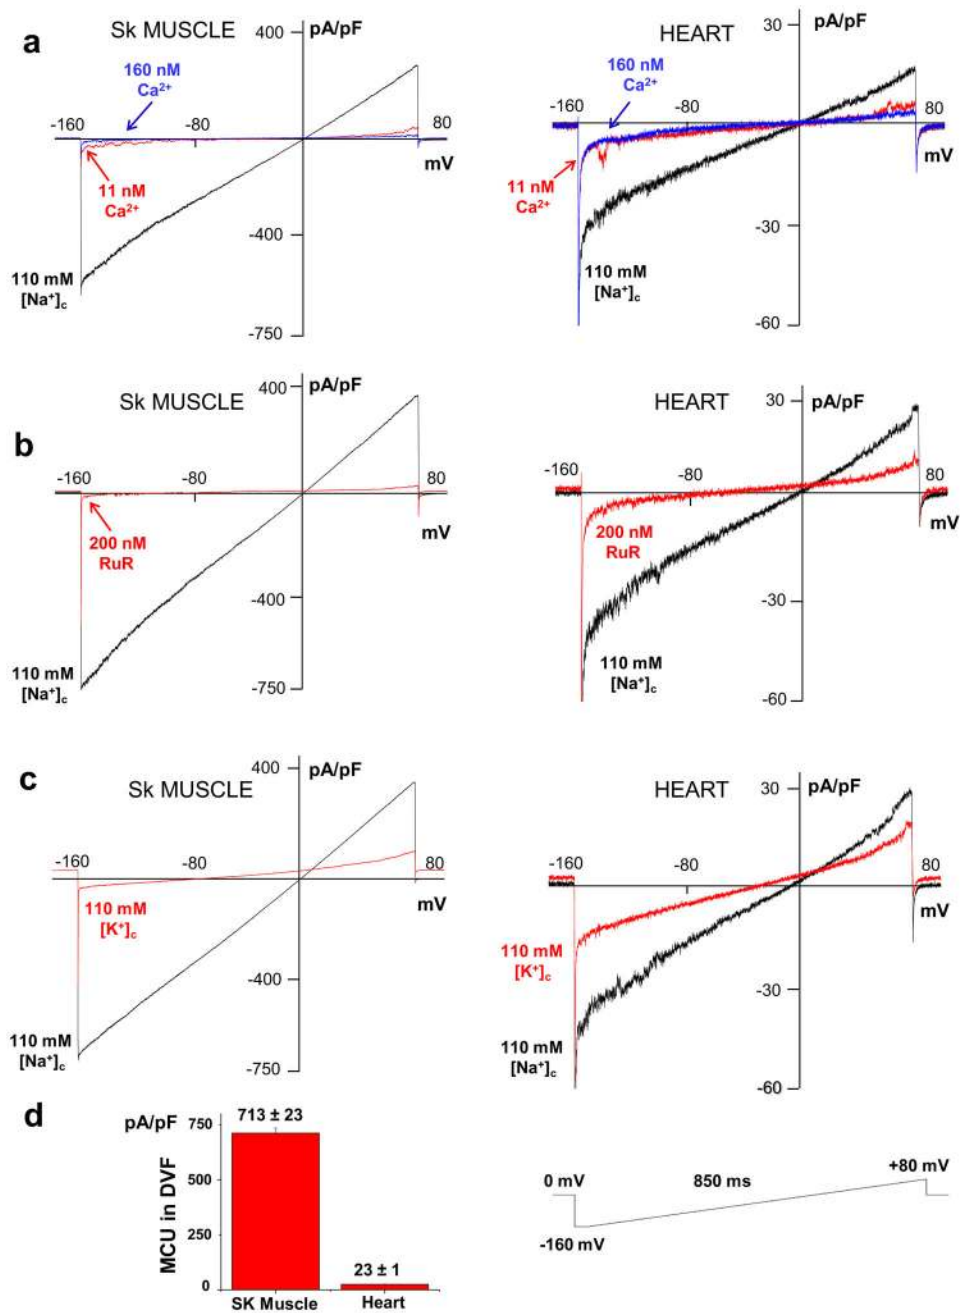 a
Sk MUSCLE
400
pA/pF
160 nM
Ca²⁺
-160
-80
80
mV
11 nM
Ca²⁺
-400
110 mM
[Na⁺]c
-750
HEART
30
pA/pF
160 nM
Ca²⁺
-160
-80
80
mV
11 nM
Ca²⁺
-30
110 mM
[Na⁺]c
-60
b
Sk MUSCLE
400
pA/pF
-160
-80
80
mV
200 nM
RuR
-400
110 mM
[Na⁺]c
-750
HEART
30
pA/pF
-160
-80
80
mV
200 nM
RuR
-30
110 mM
[Na⁺]c
-60
c
Sk MUSCLE
400
pA/pF
-160
-80
80
mV
110 mM
[K⁺]c
-400
110 mM
[Na⁺]c
-750
HEART
30
pA/pF
-160
-80
80
mV
110 mM
[K⁺]c
-30
110 mM
[Na⁺]c
-60
d
pA/pF
MCU in DVF
750
500
250
0
713 ± 23
23 ± 1
SK Muscle
Heart
0 mV
850 ms
+80 mV
-160 mV